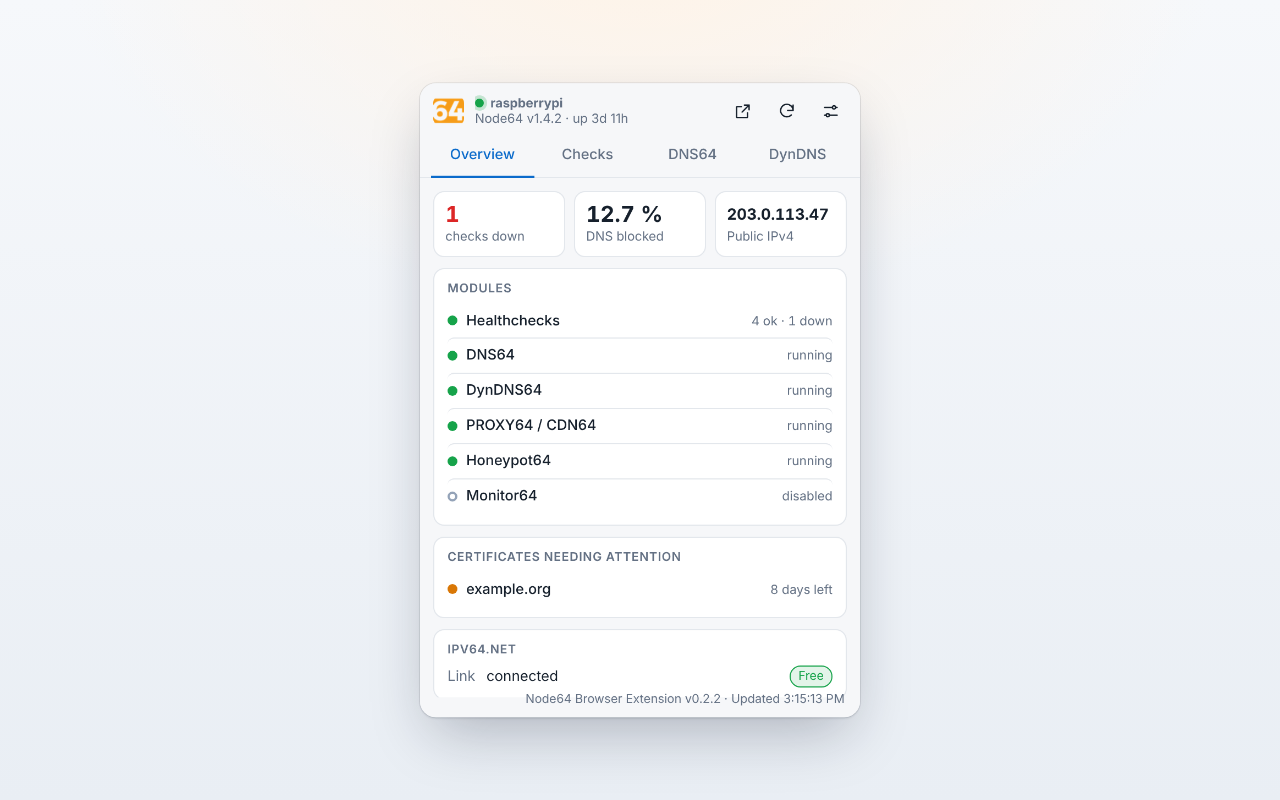 64 raspberrypi
Node64 v1.4.2 · up 3d 11h
Overview Checks DNS64 DynDNS
1 12.7 % 203.0.113.47
checks down DNS blocked Public IPv4
MODULES
Healthchecks 4 ok · 1 down
DNS64 running
DynDNS64 running
PROXY64 / CDN64 running
Honeypot64 running
Monitor64 disabled
CERTIFICATES NEEDING ATTENTION
example.org 8 days left
IPV64.NET
Link connected Free
Node64 Browser Extension v0.2.2 · Updated 3:15:13 PM